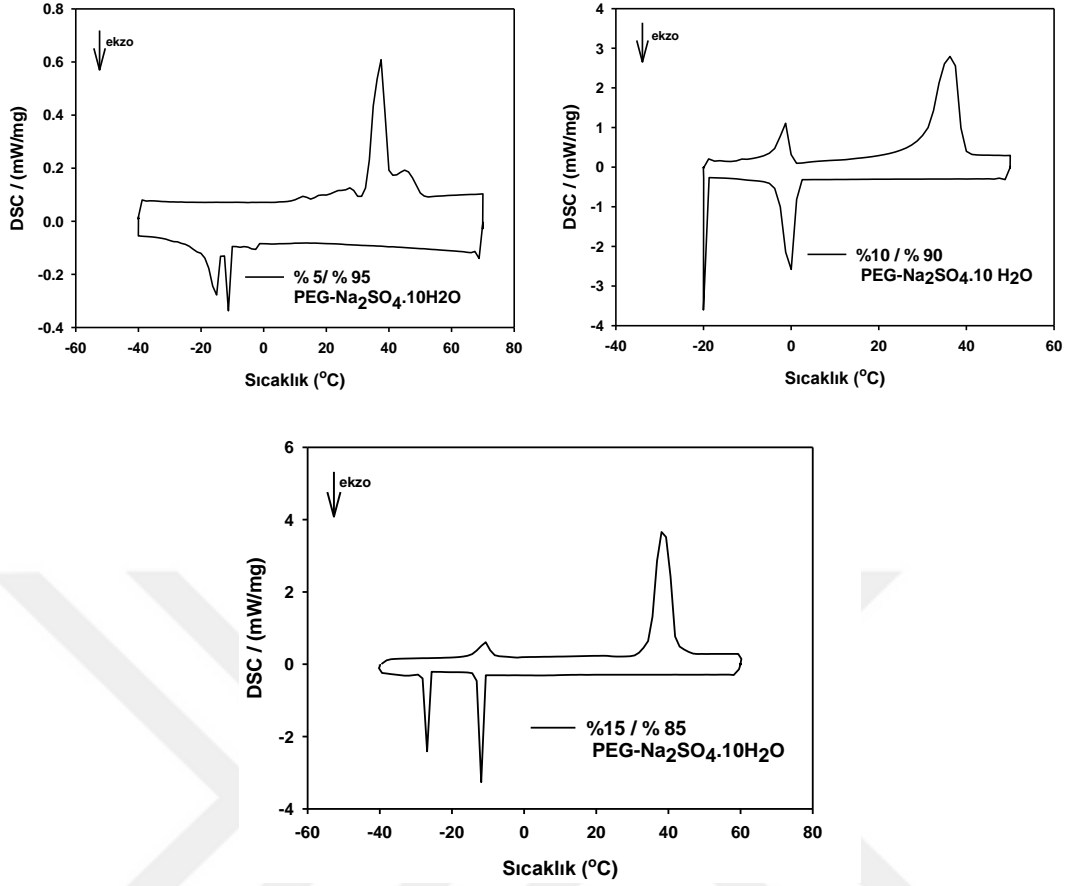 0.8
0.6
0.4
0.2
0.0
-0.2
-0.4
DSC / (mW/mg)
ekzo
% 5/ % 95
PEG-Na2SO4.10H2O
-60 -40 -20 0 20 40 60 80
Sıcaklık (oC)
4
3
2
1
0
-1
-2
-3
-4
DSC / (mW/mg)
ekzo
%10 / % 90
PEG-Na2SO4.10 H2O
-40 -20 0 20 40 60
Sıcaklık (oC)
6
4
2
0
-2
-4
DSC / (mW/mg)
ekzo
%15 / % 85
PEG-Na2SO4.10H2O
-60 -40 -20 0 20 40 60 80
Sıcaklık (oC)